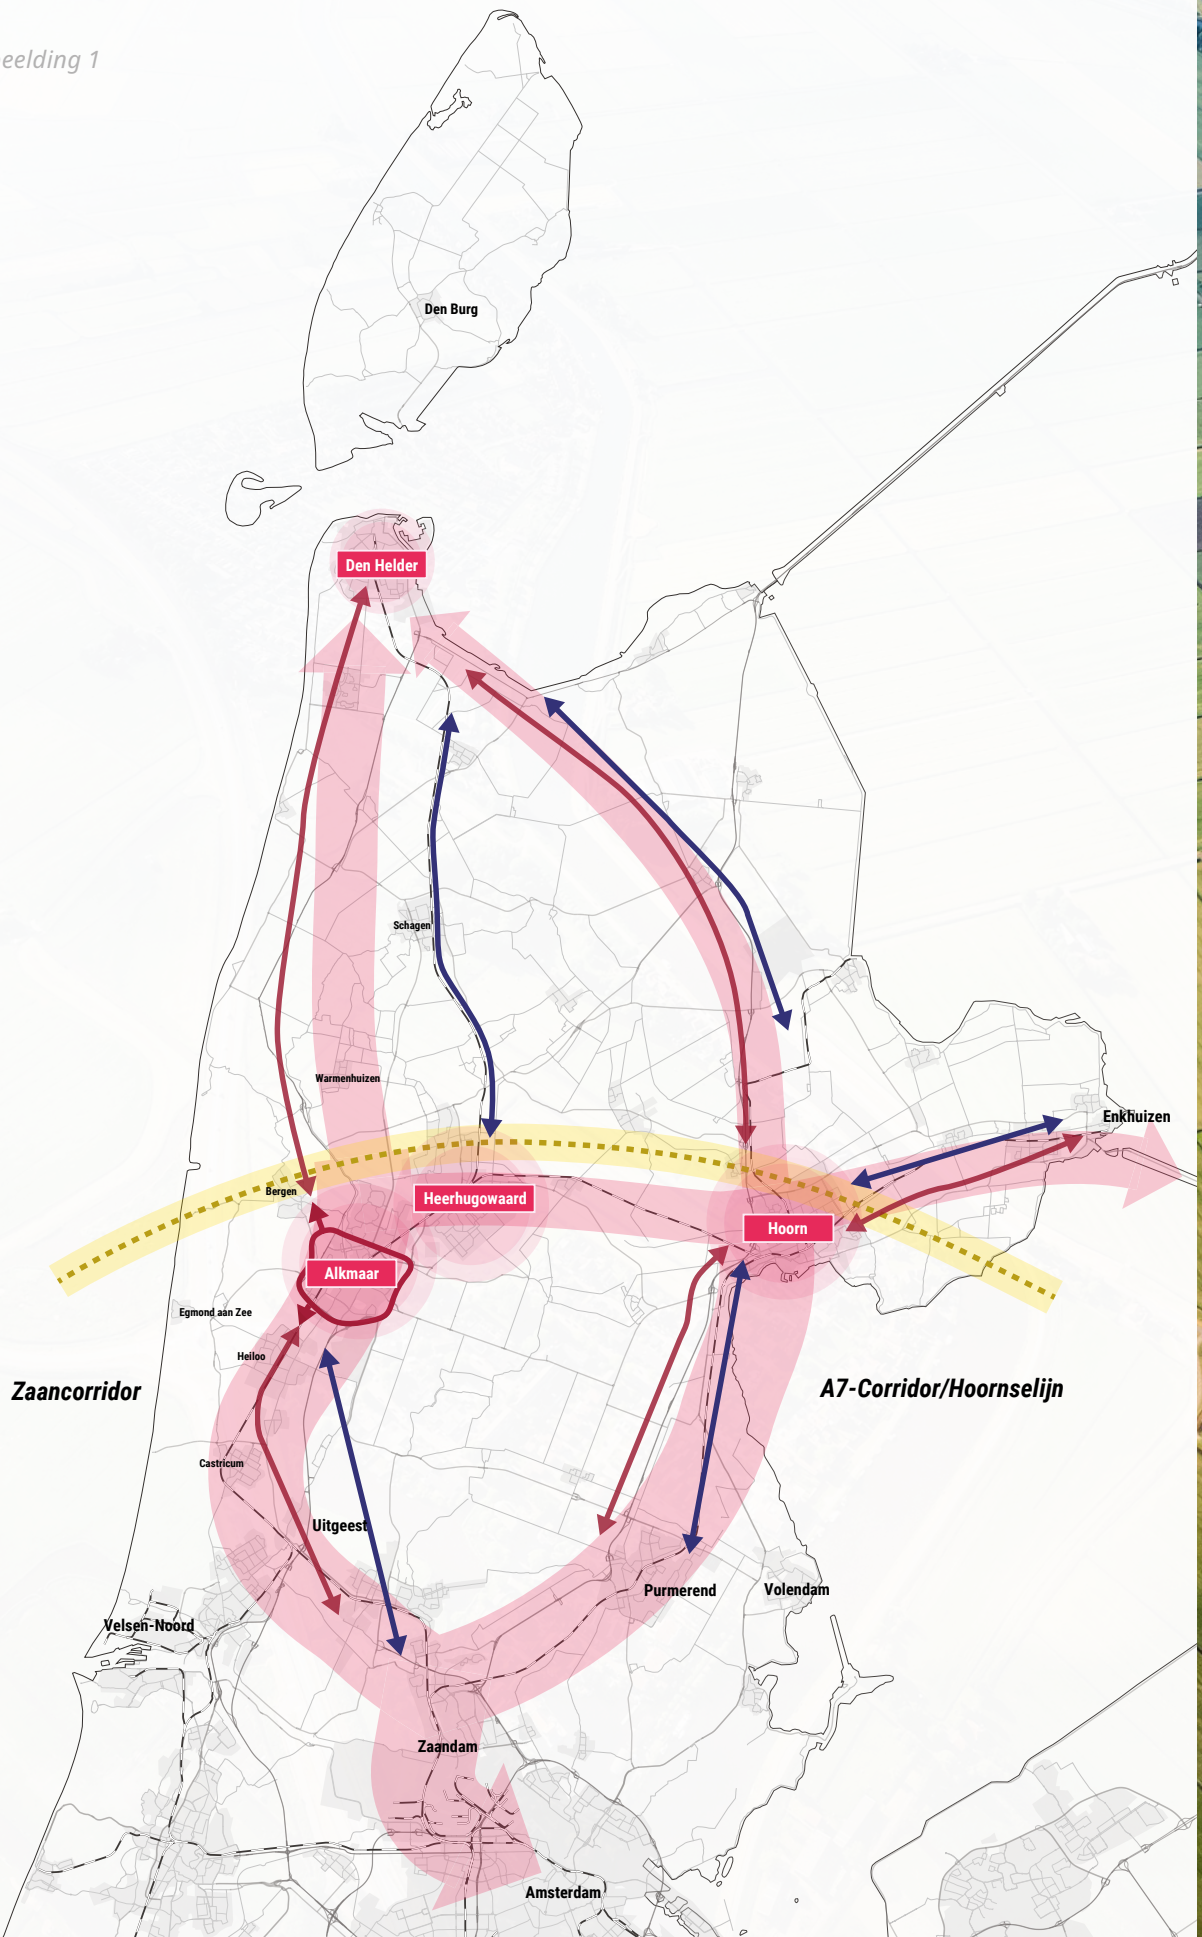 eelding 1
Den Burg
Den Helder
Schagen
Warmenhuizen
Enkhuizen
Bergen
Heerhugowaard
Hoorn
Alkmaar
Egmond aan Zee
Heiloo
Zaancorridor
A7-Corridor/Hoornselijn
Castricum
Uitgeest
Purmerend
Volendam
Velsen-Noord
Zaandam
Amsterdam